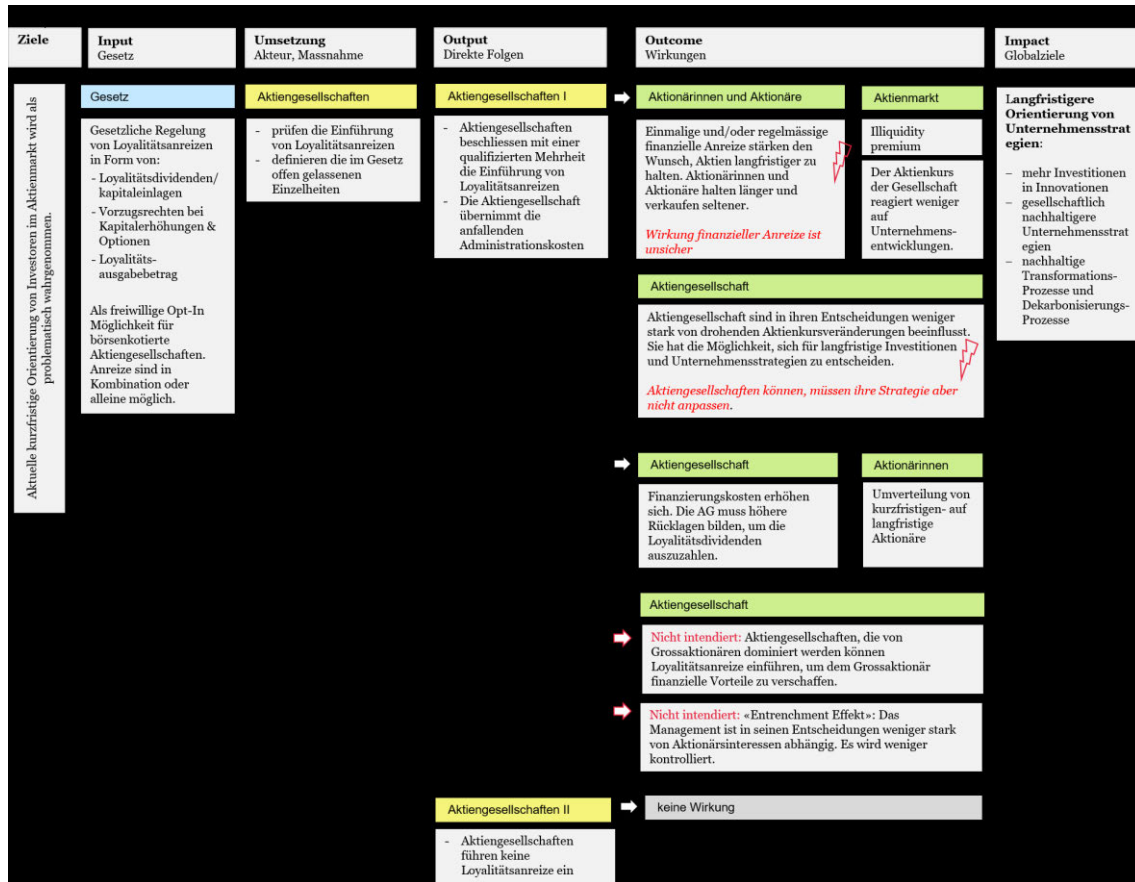 Ziele
Input
Gesetz
Umsetzung
Akteur, Massnahme
Output
Direkte Folgen
Outcome
Wirkungen
Impact
Globalziele
Aktuelle kurzfristige Orientierung von Investoren im Aktienmarkt wird als
problematisch wahrgenommen.
Gesetz
Gesetzliche Regelung
von Loyalitätsanreizen
in Form von:
- Loyalitätsdividenden/
kapitaleinlagen
- Vorzugsrechten bei
Kapitalerhöhungen &
Optionen
- Loyalitäts-
ausgabebetrag
Als freiwillige Opt-In
Möglichkeit für
börsenkotierte
Aktiengesellschaften.
Anreize sind in
Kombination oder
alleine möglich.
Aktiengesellschaften
- prüfen die Einführung
von Loyalitätsanreizen
- definieren die im Gesetz
offen gelassenen
Einzelheiten
Aktiengesellschaften I
- Aktiengesellschaften
beschliessen mit einer
qualifizierten Mehrheit
die Einführung von
Loyalitätsanreizen
- Die Aktiengesellschaft
übernimmt die
anfallenden
Administrationskosten
Aktionärinnen und Aktionäre
Einmalige und/oder regelmässige
finanzielle Anreize stärken den
Wunsch, Aktien langfristiger zu
halten. Aktionärinnen und
Aktionäre halten länger und
verkaufen seltener.
Wirkung finanzieller Anreize ist
unsicher
Aktienmarkt
Illiquidity
premium
Der Aktienkurs
der Gesellschaft
reagiert weniger
auf
Unternehmens-
entwicklungen.
Langfristigere
Orientierung von
Unternehmensstrat
egien:
– mehr Investitionen
in Innovationen
– gesellschaftlich
nachhaltigere
Unternehmensstrat
egien
– nachhaltige
Transformations-
Prozesse und
Dekarbonisierungs-
Prozesse
Aktiengesellschaft
Aktiengesellschaft sind in ihren Entscheidungen weniger
stark von drohenden Aktienkursveränderungen beeinflusst.
Sie hat die Möglichkeit, sich für langfristige Investitionen
und Unternehmensstrategien zu entscheiden.
Aktiengesellschaften können, müssen ihre Strategie aber
nicht anpassen.
Aktiengesellschaft
Finanzierungskosten erhöhen
sich. Die AG muss höhere
Rücklagen bilden, um die
Loyalitätsdividenden
auszuzahlen.
Aktionärinnen
Umverteilung von
kurzfristigen- auf
langfristige
Aktionäre
Aktiengesellschaft
Nicht intendiert: Aktiengesellschaften, die von
Grossaktionären dominiert werden können
Loyalitätsanreize einführen, um dem Grossaktionär
finanzielle Vorteile zu verschaffen.
Nicht intendiert: «Entrenchment Effekt»: Das
Management ist in seinen Entscheidungen weniger stark
von Aktionärsinteressen abhängig. Es wird weniger
kontrolliert.
Aktiengesellschaften II
- Aktiengesellschaften
führen keine
Loyalitätsanreize ein
keine Wirkung